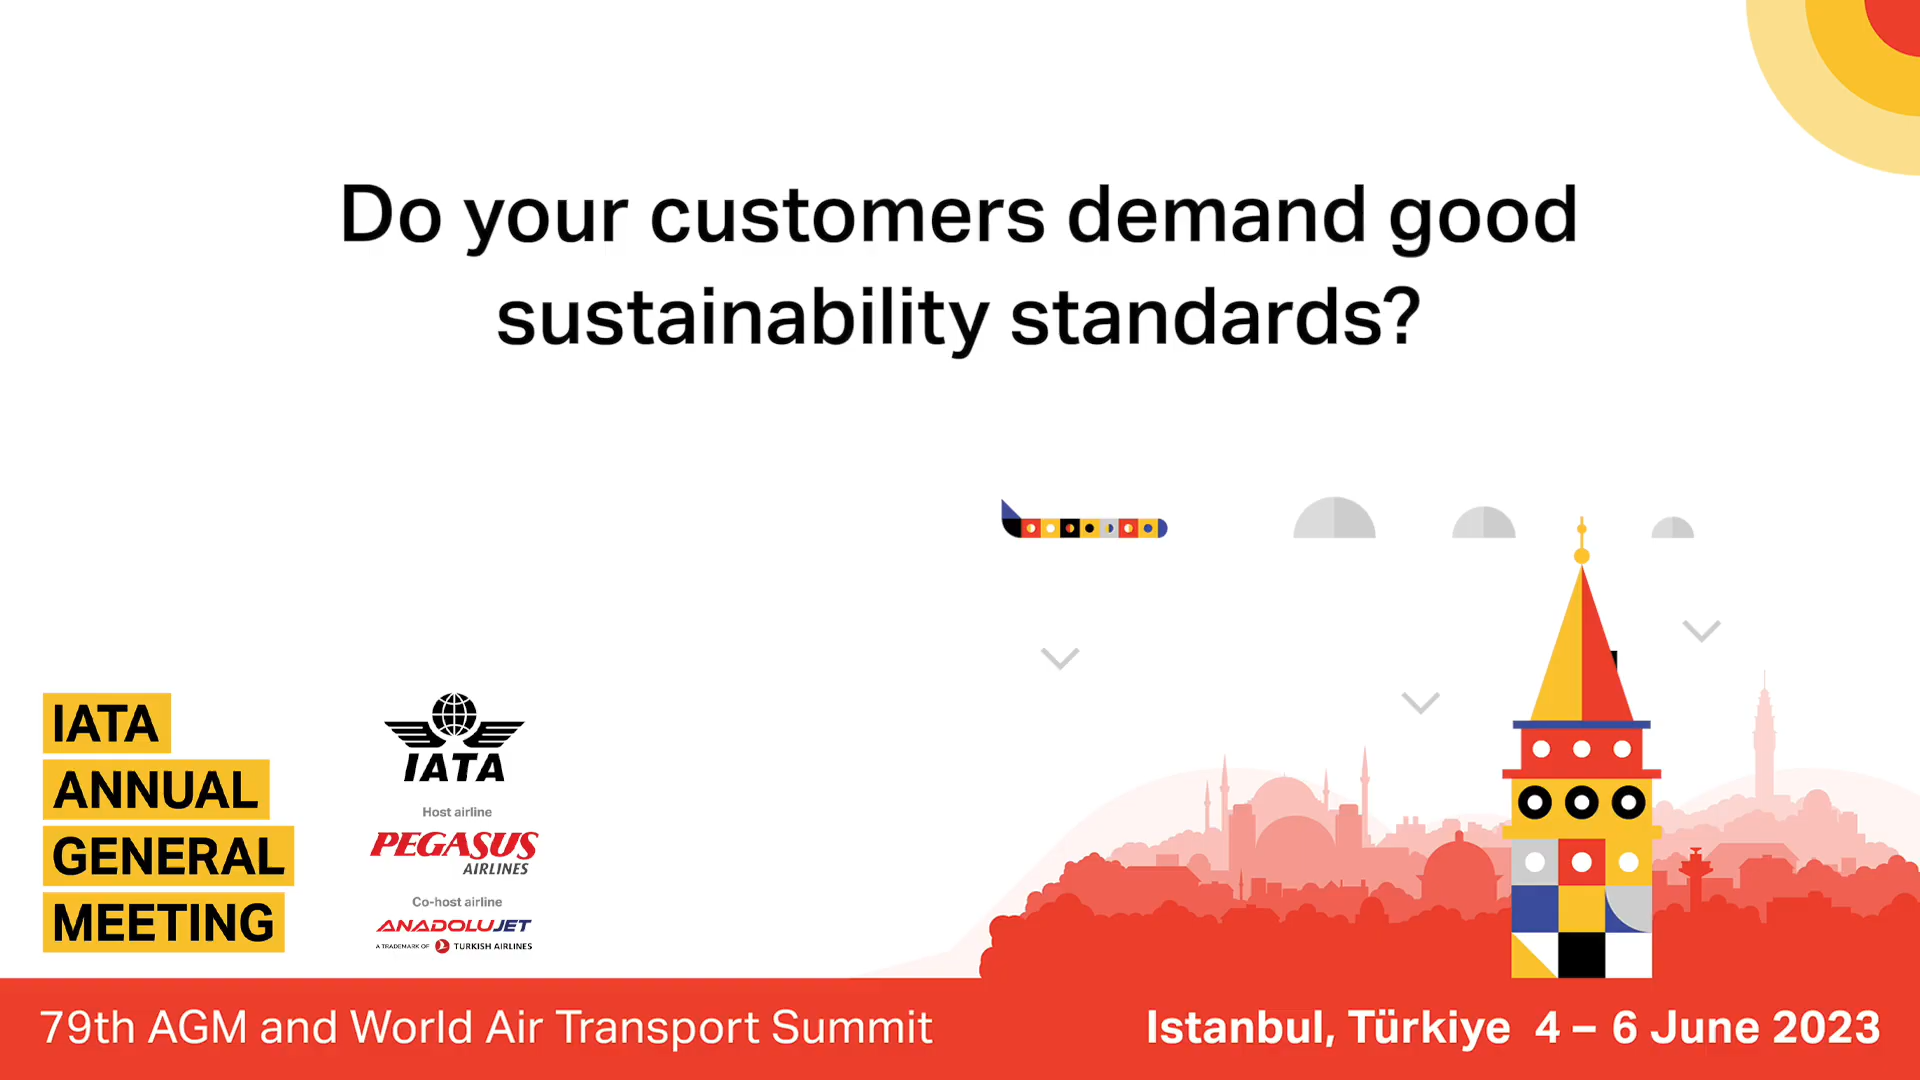 Do your customers demand good
sustainability standards?
IATA
ANNUAL
GENERAL
MEETING
IATA
Host airline
PEGASUS
AIRLINES
Co-host airline
ANADOLUJET
A TRADEMARK OF TURKISH AIRLINES
79th AGM and World Air Transport Summit
Istanbul, Türkiye 4 – 6 June 2023